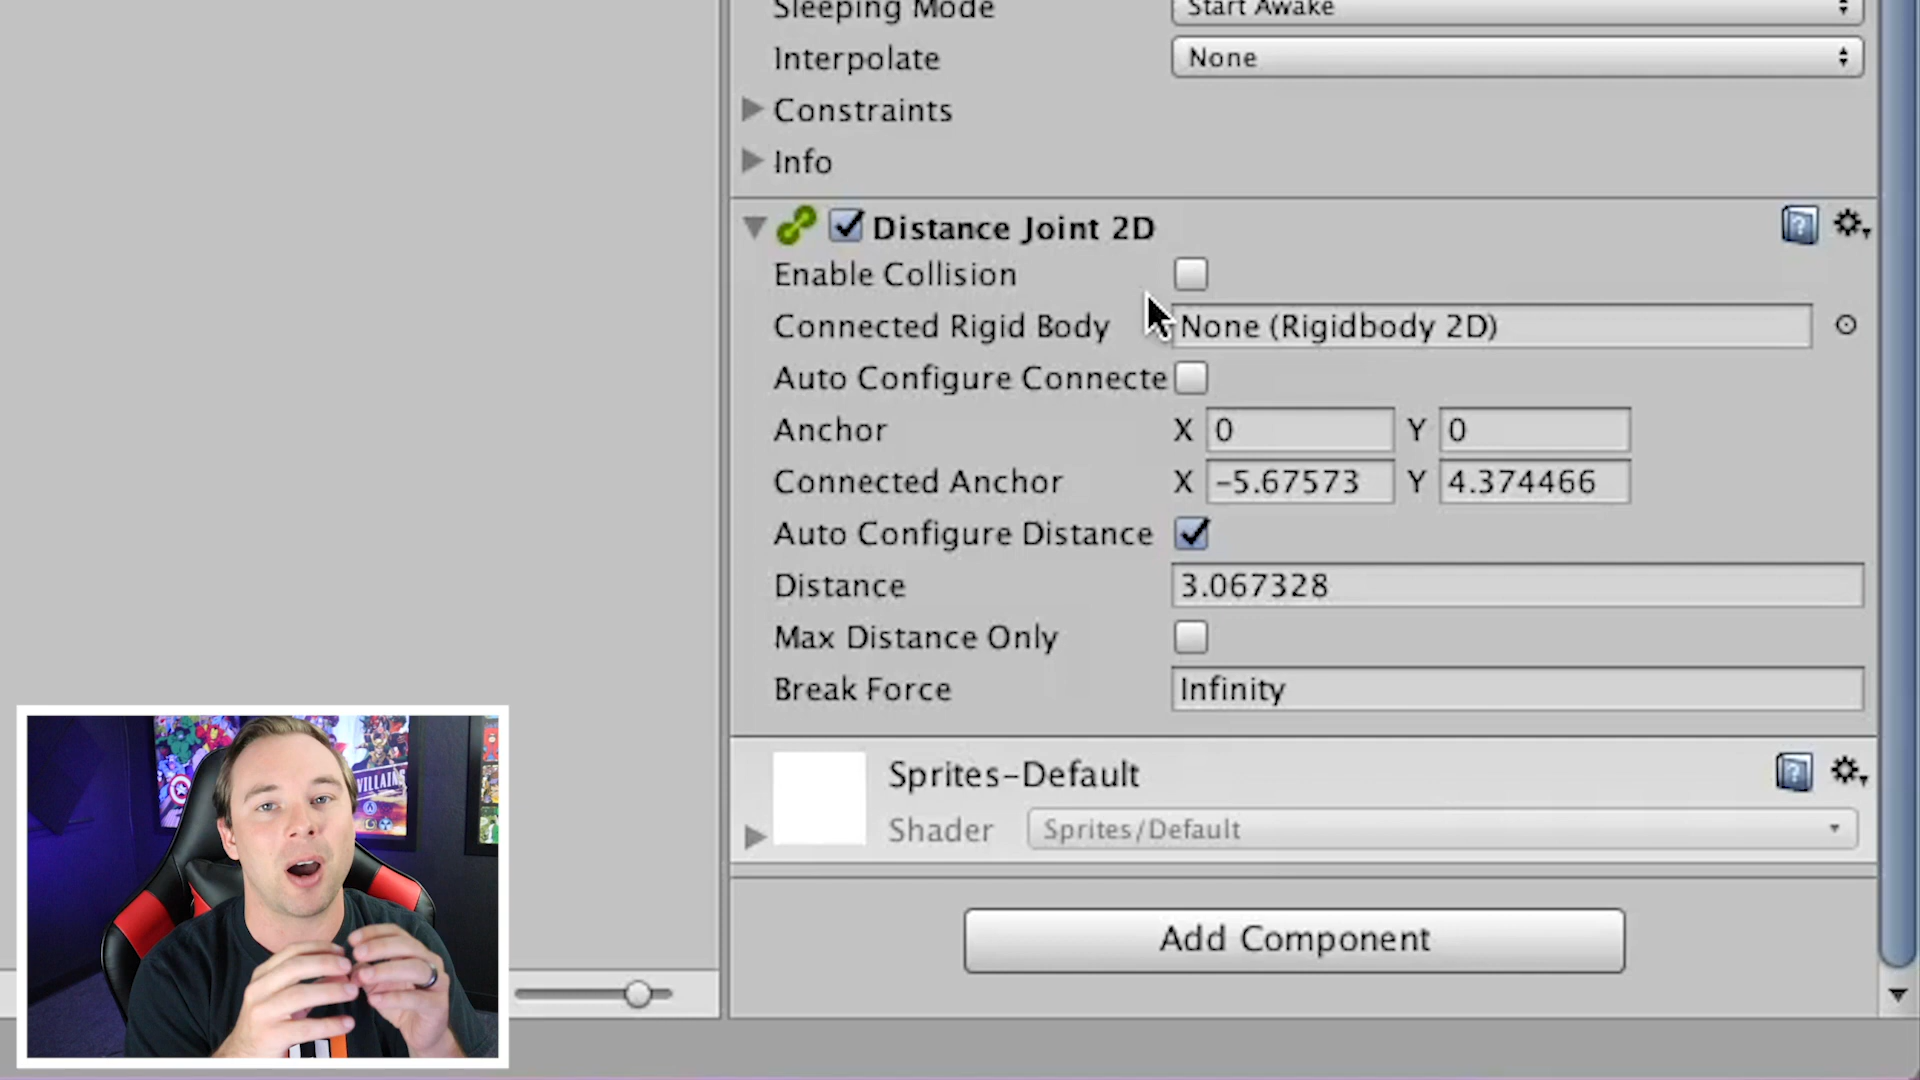 Sleeping Mode Start Awake
Interpolate None
Constraints
Info
Distance Joint 2D
Enable Collision
Connected Rigid Body None (Rigidbody 2D)
Auto Configure Connecte
Anchor X 0 Y 0
Connected Anchor X -5.67573 Y 4.374466
Auto Configure Distance
Distance 3.067328
Max Distance Only
Break Force Infinity
Sprites-Default
Shader Sprites/Default
Add Component
VILLAINS